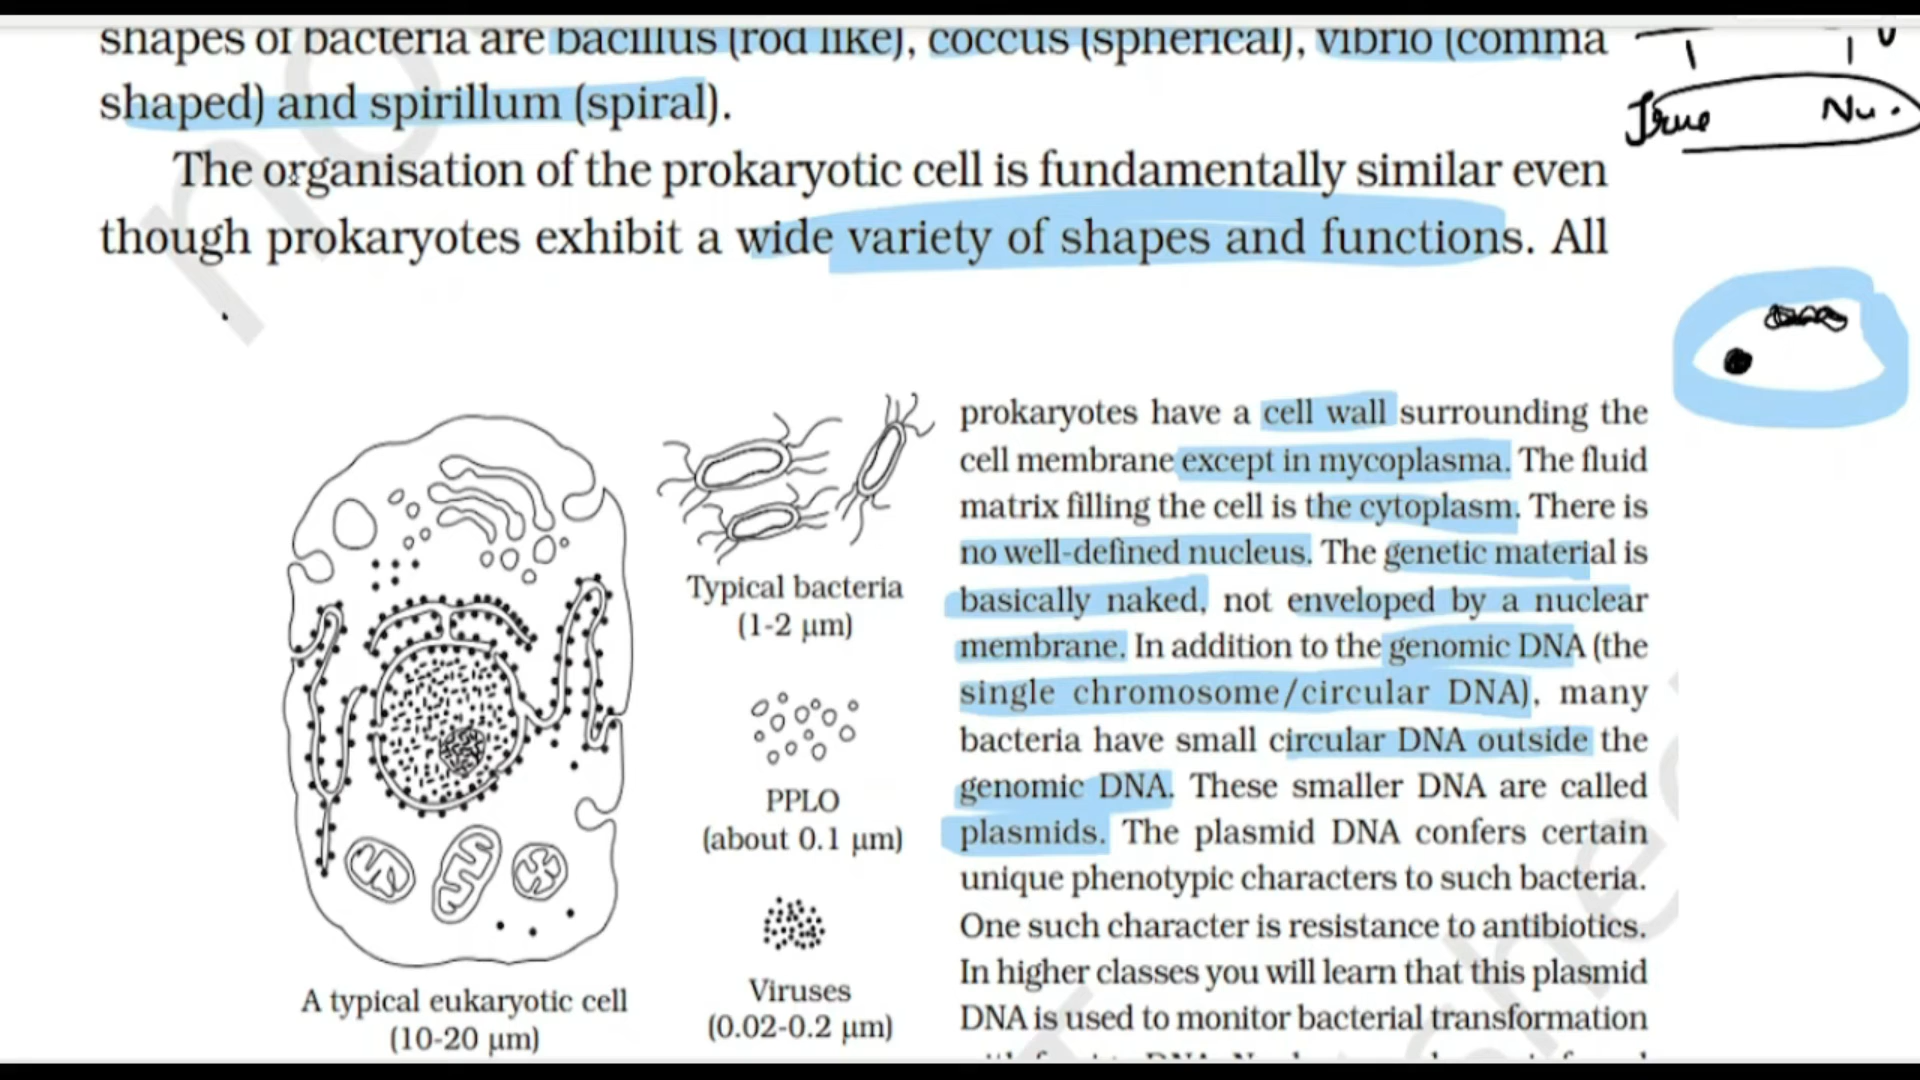 shapes of bacteria are bacillus (rod like), coccus (spherical), vibrio (comma
shaped) and spirillum (spiral).
True Nu.
The organisation of the prokaryotic cell is fundamentally similar even
though prokaryotes exhibit a wide variety of shapes and functions. All
prokaryotes have a cell wall surrounding the
cell membrane except in mycoplasma. The fluid
matrix filling the cell is the cytoplasm. There is
no well-defined nucleus. The genetic material is
basically naked, not enveloped by a nuclear
membrane. In addition to the genomic DNA (the
single chromosome/circular DNA), many
bacteria have small circular DNA outside the
genomic DNA. These smaller DNA are called
plasmids. The plasmid DNA confers certain
unique phenotypic characters to such bacteria.
One such character is resistance to antibiotics.
In higher classes you will learn that this plasmid
DNA is used to monitor bacterial transformation
Typical bacteria
(1-2 µm)
PPLO
(about 0.1 µm)
Viruses
(0.02-0.2 µm)
A typical eukaryotic cell
(10-20 µm)